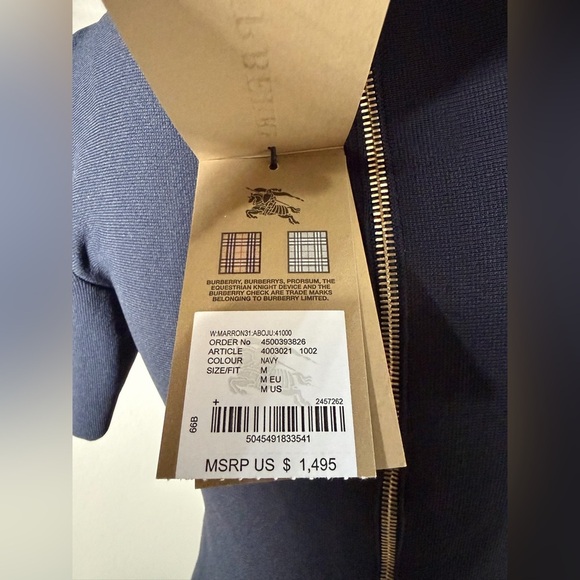 BURBERRY, BURBERRYS, PRORSUM, THE
EQUESTRIAN KNIGHT DEVICE AND THE
BURBERRY CHECK ARE TRADE MARKS
BELONGING TO BURBERRY LIMITED.
W:MARRON31:ABOJU:41000
ORDER No 4500393826
ARTICLE 4003021 1002
COLOUR NAVY
SIZE/FIT M
M EU
M US
+ 2457262
66B
5045491833541
MSRP US $ 1,495